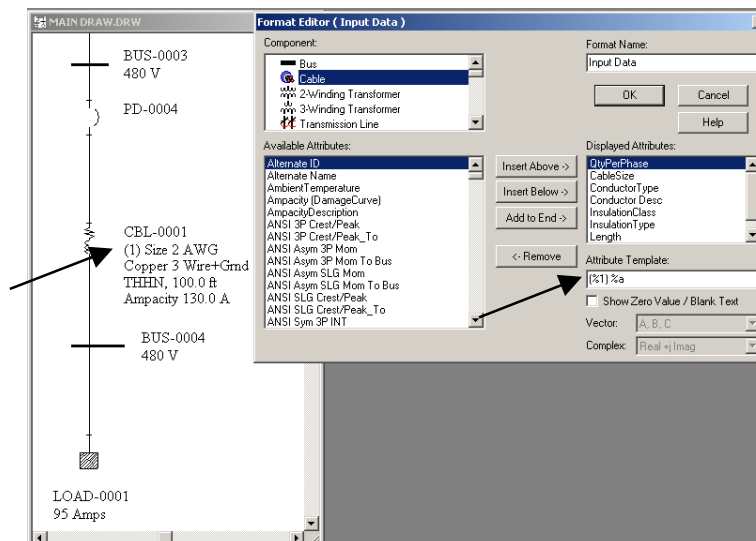 MAIN DRAW.DRW
BUS-0003
480 V
PD-0004
CBL-0001
(1) Size 2 AWG
Copper 3 Wire+Grnd
THHN, 100.0 ft
Ampacity 130.0 A
BUS-0004
480 V
LOAD-0001
95 Amps
Format Editor ( Input Data )
Component:
Bus
Cable
2-Winding Transformer
3-Winding Transformer
Transmission Line
Format Name:
Input Data
OK
Cancel
Help
Available Attributes:
Alternate ID
Alternate Name
AmbientTemperature
Ampacity (DamageCurve)
AmpacityDescription
ANSI 3P Crest/Peak
ANSI 3P Crest/Peak_To
ANSI Asym 3P Mom
ANSI Asym 3P Mom To Bus
ANSI Asym SLG Mom
ANSI Asym SLG Mom To Bus
ANSI SLG Crest/Peak
ANSI SLG Crest/Peak_To
ANSI Sym 3P INT
Insert Above ->
Insert Below ->
Add to End ->
<- Remove
Displayed Attributes:
QtyPerPhase
CableSize
ConductorType
Conductor Desc
InsulationClass
InsulationType
Length
Attribute Template:
(%1) %a
Show Zero Value / Blank Text
Vector:
A, B, C
Complex:
Real +j Imag